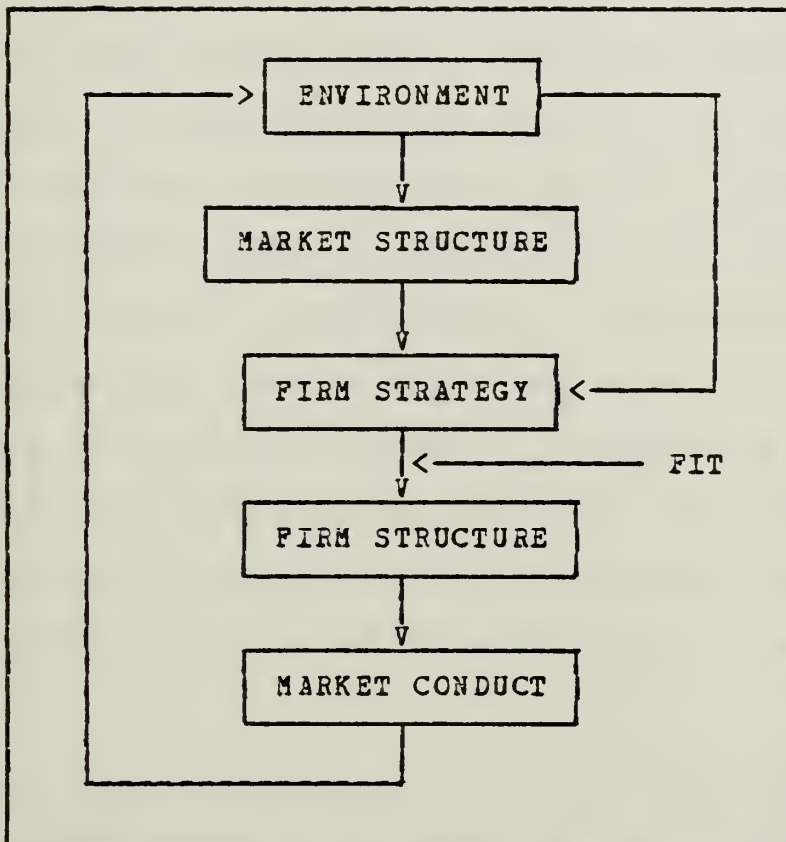 ENVIRONMENT
MARKET STRUCTURE
FIRM STRATEGY
FIT
FIRM STRUCTURE
MARKET CONDUCT